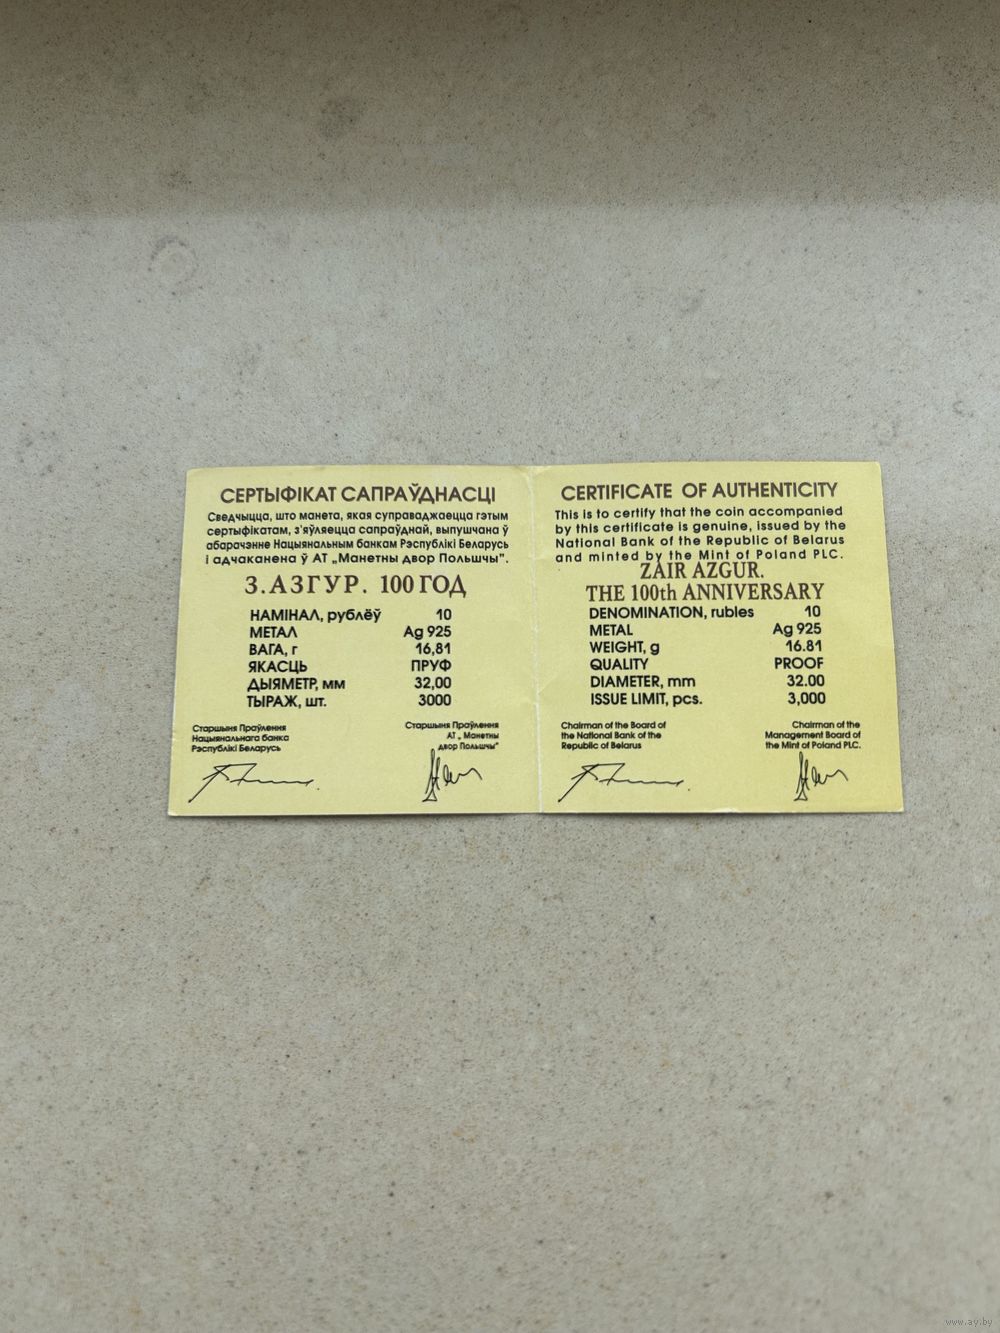 СЕРТЫФІКАТ САПРАЎДНАСЦІ
Сведчыцца, што манета, якая суправаджаецца гэтым
сертыфікатам, з'яўляецца сапраўднай, выпушчана ў
абарачэнне Нацыянальным банкам Рэспублікі Беларусь
і адчаканена ў АТ „Манетны двор Польшчы".
З.АЗГУР. 100 ГОД
НАМІНАЛ, рублёў 10
МЕТАЛ Ag 925
ВАГА, г 16,81
ЯКАСЦЬ ПРУФ
ДЫЯМЕТР, мм 32,00
ТЫРАЖ, шт. 3000
Старшыня Праўлення
Нацыянальнага банка
Рэспублікі Беларусь
Старшыня Праўлення
АТ „Манетны
двор Польшчы"
CERTIFICATE OF AUTHENTICITY
This is to certify that the coin accompanied
by this certificate is genuine, issued by the
National Bank of the Republic of Belarus
and minted by the Mint of Poland PLC.
ZAIR AZGUR.
THE 100th ANNIVERSARY
DENOMINATION, rubles 10
METAL Ag 925
WEIGHT, g 16.81
QUALITY PROOF
DIAMETER, mm 32.00
ISSUE LIMIT, pcs. 3,000
Chairman of the Board of
the National Bank of the
Republic of Belarus
Chairman of the
Management Board of
the Mint of Poland PLC.
www.ay.by